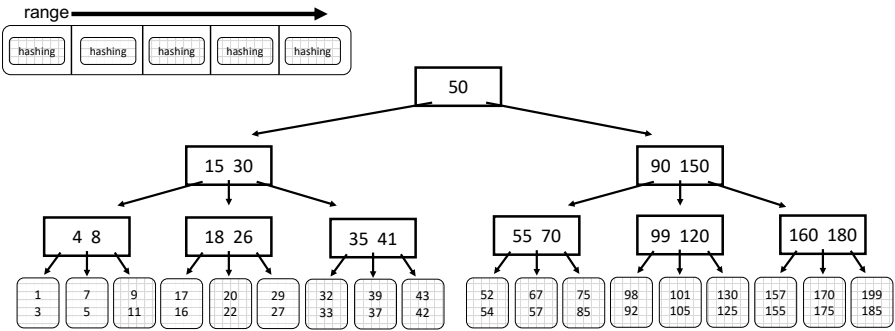 range
hashing hashing hashing hashing hashing
50
15 30 90 150
4 8 18 26 35 41 55 70 99 120 160 180
1 7 9 17 20 29 32 39 43 52 67 75 98 101 130 157 170 199
3 5 11 16 22 27 33 37 42 54 57 85 92 105 125 155 175 185